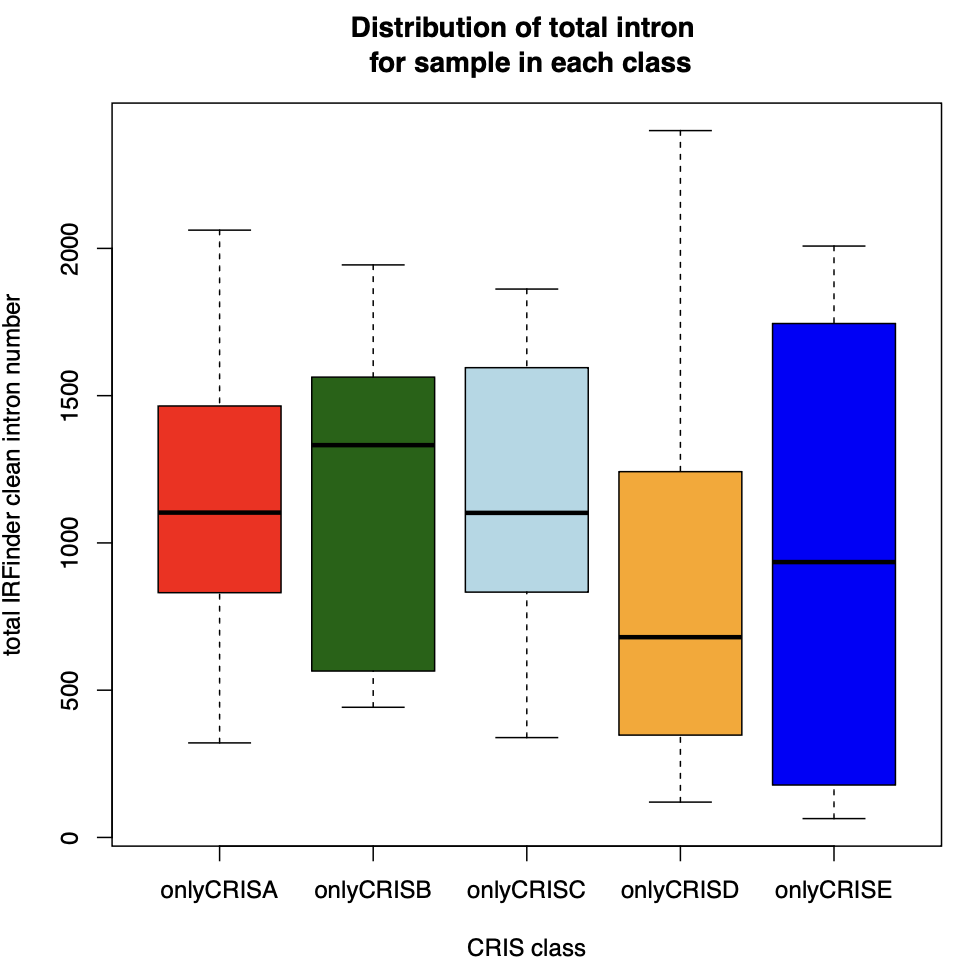 Distribution of total intron
for sample in each class
total IRFinder clean intron number
2000
1500
1000
500
0
onlyCRISA onlyCRISB onlyCRISC onlyCRISD onlyCRISE
CRIS class